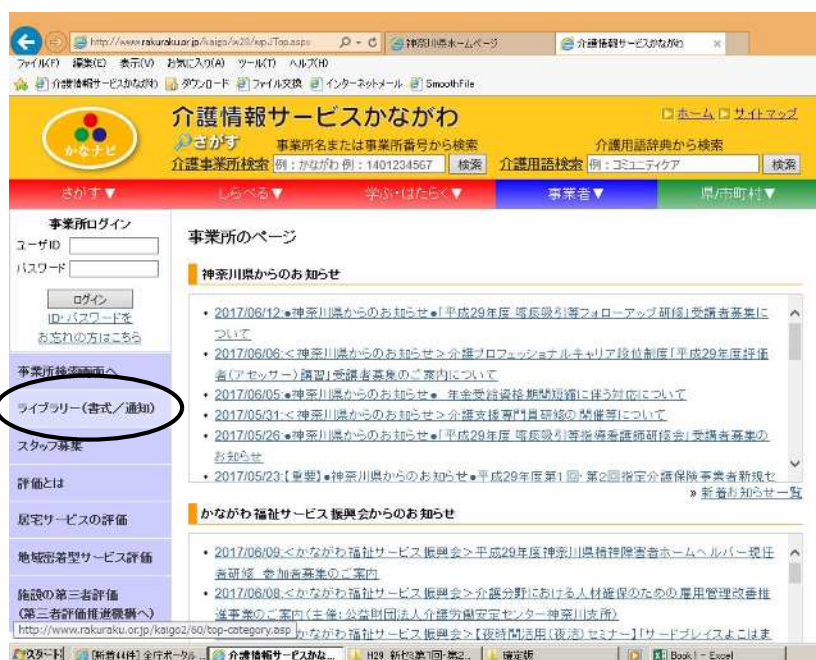 http://www.rakuraku.or.jp/kaigo/w20/wpJTop.aspx
神奈川県ホームページ
介護情報サービスかながわ
ファイル(F) 編集(E) 表示(V) お気に入り(A) ツール(T) ヘルプ(H)
介護情報サービスかながわ ダウンロード ファイル交換 インターネットメール SmoothFile
かなナビ
介護情報サービスかながわ
ホーム サイトマップ
さがす 事業所名または事業所番号から検索 介護用語辞典から検索
介護事業所検索 例：かながわ 例：1401234567 検索 介護用語検索 例：コミュニティケア 検索
さがす▼ しらべる▼ 学ぶ・はたらく▼ 事業者▼ 県/市町村▼
事業所ログイン
ユーザID
パスワード
ログイン
ID・パスワードを
お忘れの方はこちら
事業所検索画面へ
ライブラリー(書式／通知)
スタッフ募集
評価とは
居宅サービスの評価
地域密着型サービス評価
施設の第三者評価
(第三者評価推進機構へ)
事業所のページ
神奈川県からのお知らせ
• 2017/06/12:●神奈川県からのお知らせ●「平成29年度 喀痰吸引等フォローアップ研修」受講者募集に
ついて
• 2017/06/06:＜神奈川県からのお知らせ＞介護プロフェッショナルキャリア段位制度「平成29年度評価
者(アセッサー)講習」受講者募集のご案内について
• 2017/06/05:●神奈川県からのお知らせ● 年金受給資格期間短縮に伴う対応について
• 2017/05/31:＜神奈川県からのお知らせ＞介護支援専門員研修の開催等について
• 2017/05/26:●神奈川県からのお知らせ●「平成29年度 喀痰吸引等指導看護師研修会」受講者募集の
お知らせ
• 2017/05/23:【重要】●神奈川県からのお知らせ●平成29年度第1回・第2回指定介護保険事業者新規セ
» 新着お知らせ一覧
かながわ福祉サービス振興会からのお知らせ
• 2017/06/09:＜かながわ福祉サービス振興会＞平成29年度神奈川県精神障害者ホームヘルパー現任
者研修 参加者募集のご案内
• 2017/06/08:＜かながわ福祉サービス振興会＞介護分野における人材確保のための雇用管理改善推
進事業のご案内(主催：公益財団法人介護労働安定センター神奈川支所)
かながわ福祉サービス振興会＞【夜時間活用(夜活)セミナー】「サードプレイスよこはま
http://www.rakuraku.or.jp/kaigo2/60/top-category.asp
スタート 【新着44件】全庁ポータル... 介護情報サービスかな... H29 新規第1回・第2... 確定版 Book1 - Excel